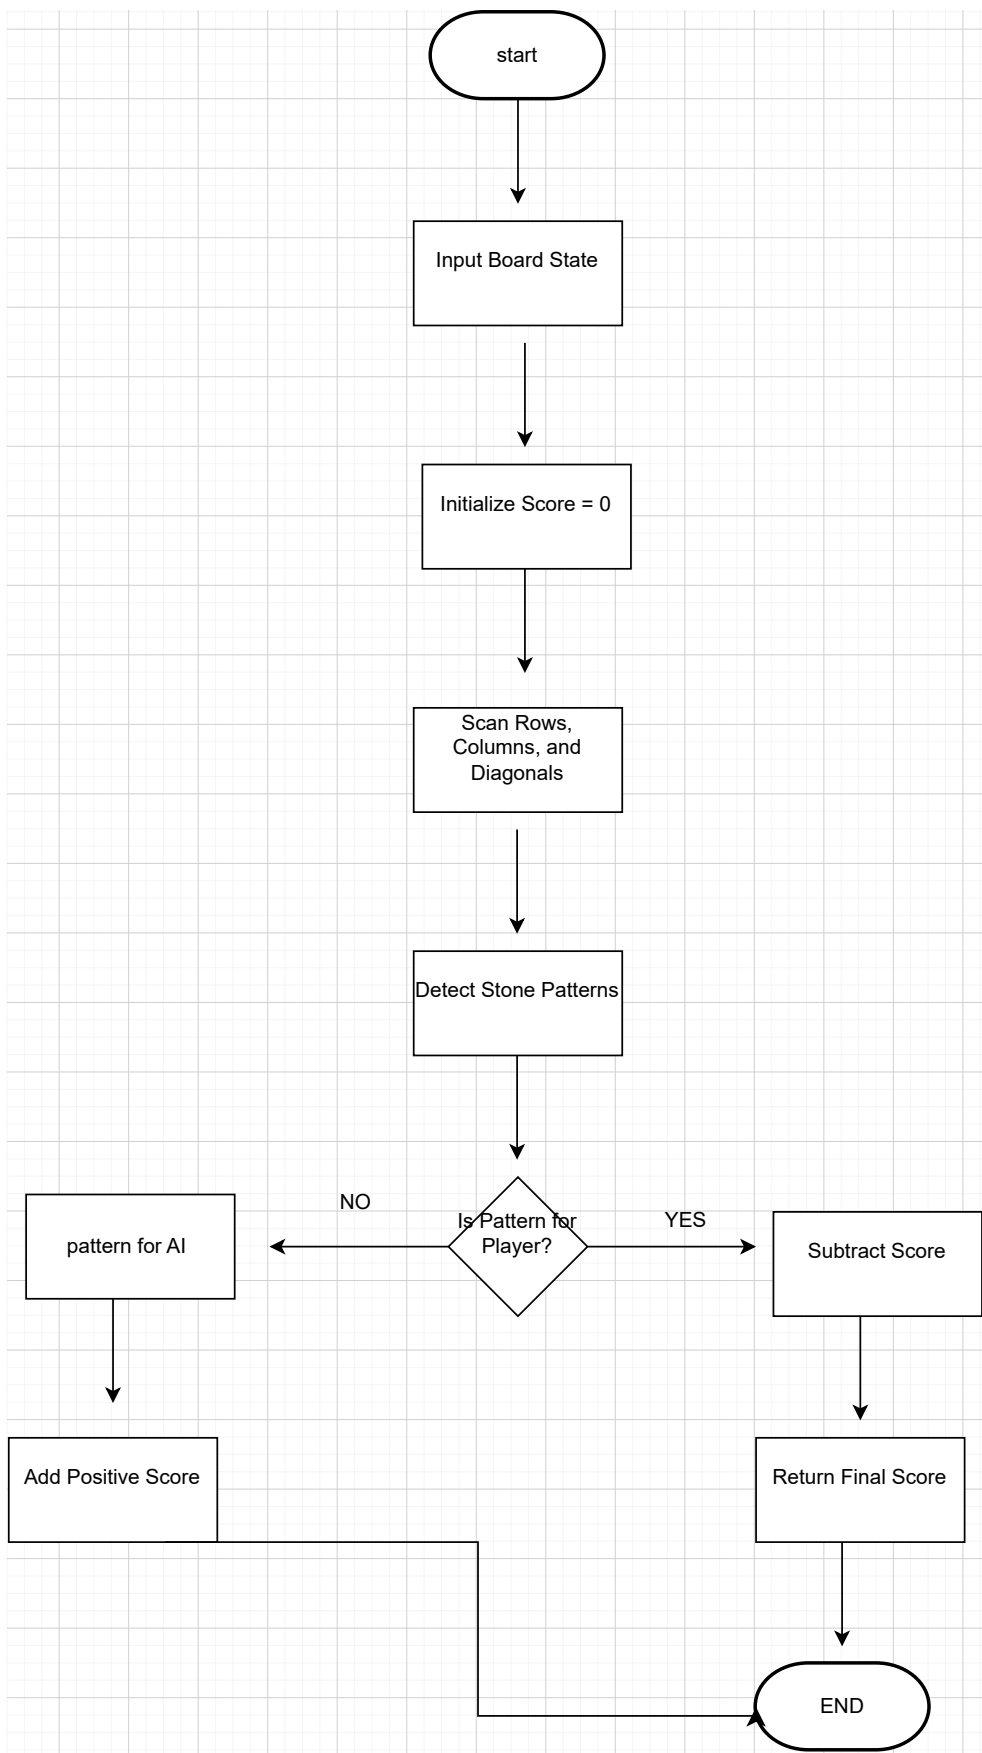 start
Input Board State
Initialize Score = 0
Scan Rows,
Columns, and
Diagonals
Detect Stone Patterns
Is Pattern for
Player?
NO
YES
pattern for AI
Subtract Score
Add Positive Score
Return Final Score
END